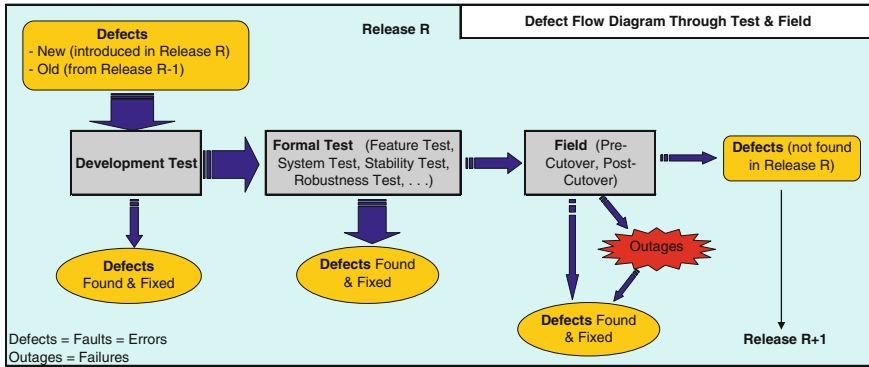 Release R
Defect Flow Diagram Through Test & Field
Defects
- New (introduced in Release R)
- Old (from Release R-1)
Development Test
Formal Test (Feature Test,
System Test, Stability Test,
Robustness Test, . . .)
Field (Pre-
Cutover, Post-
Cutover)
Defects (not found
in Release R)
Defects
Found & Fixed
Defects Found
& Fixed
Outages
Defects Found
& Fixed
Release R+1
Defects = Faults = Errors
Outages = Failures